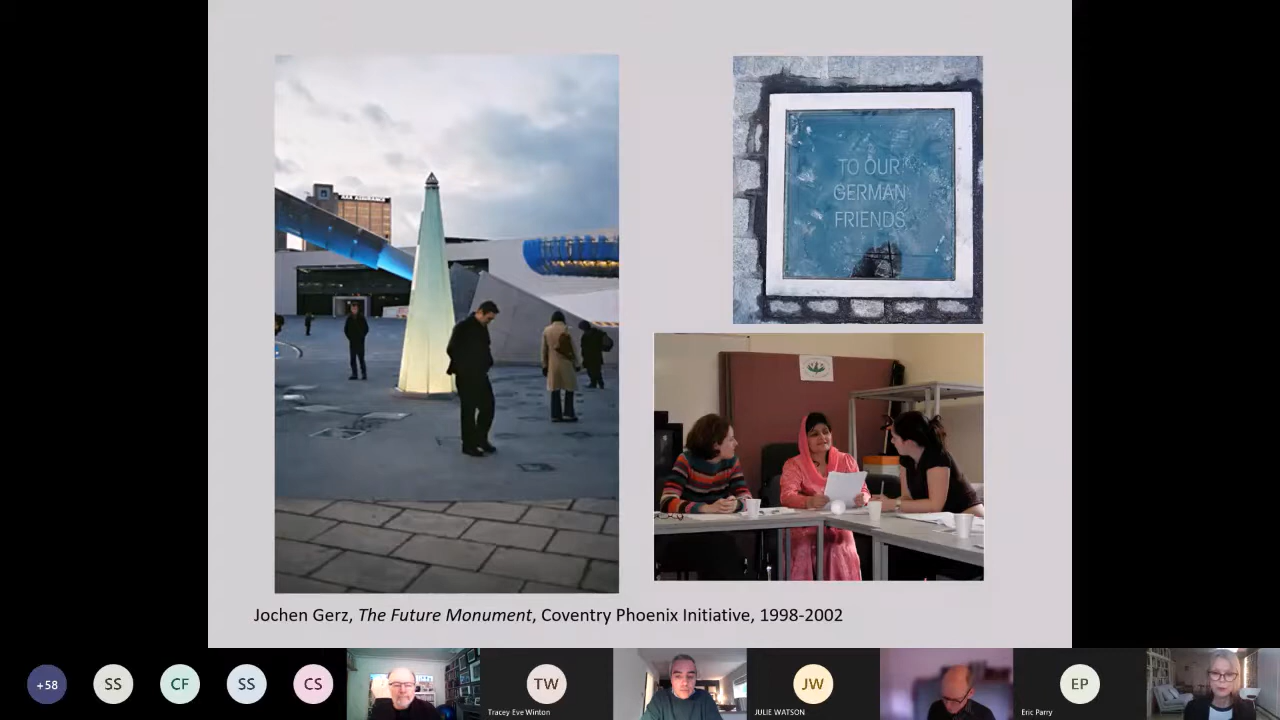 TO OUR
GERMAN
FRIENDS
Jochen Gerz, The Future Monument, Coventry Phoenix Initiative, 1998-2002
+58
SS
CF
SS
CS
TW
Tracey Eve Winton
JW
JULIE WATSON
EP
Eric Parry